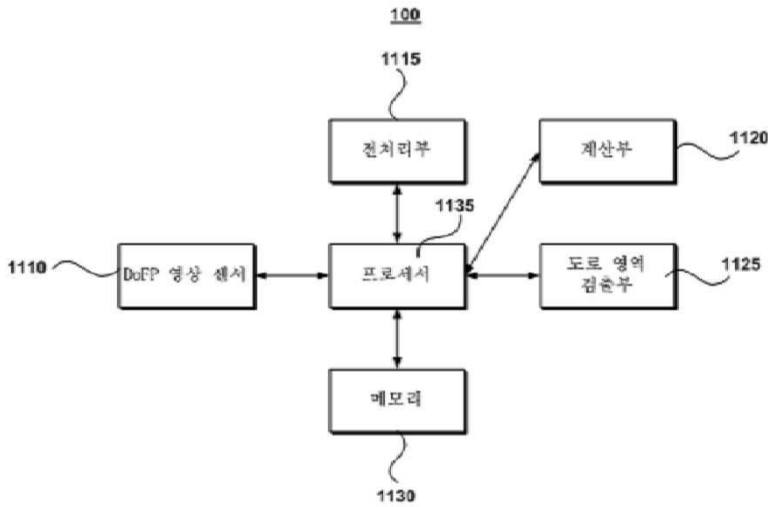 100
1115
전처리부
계산부
1120
1135
1110
DoFP 영상 센서
프로세서
도로 영역
검출부
1125
메모리
1130